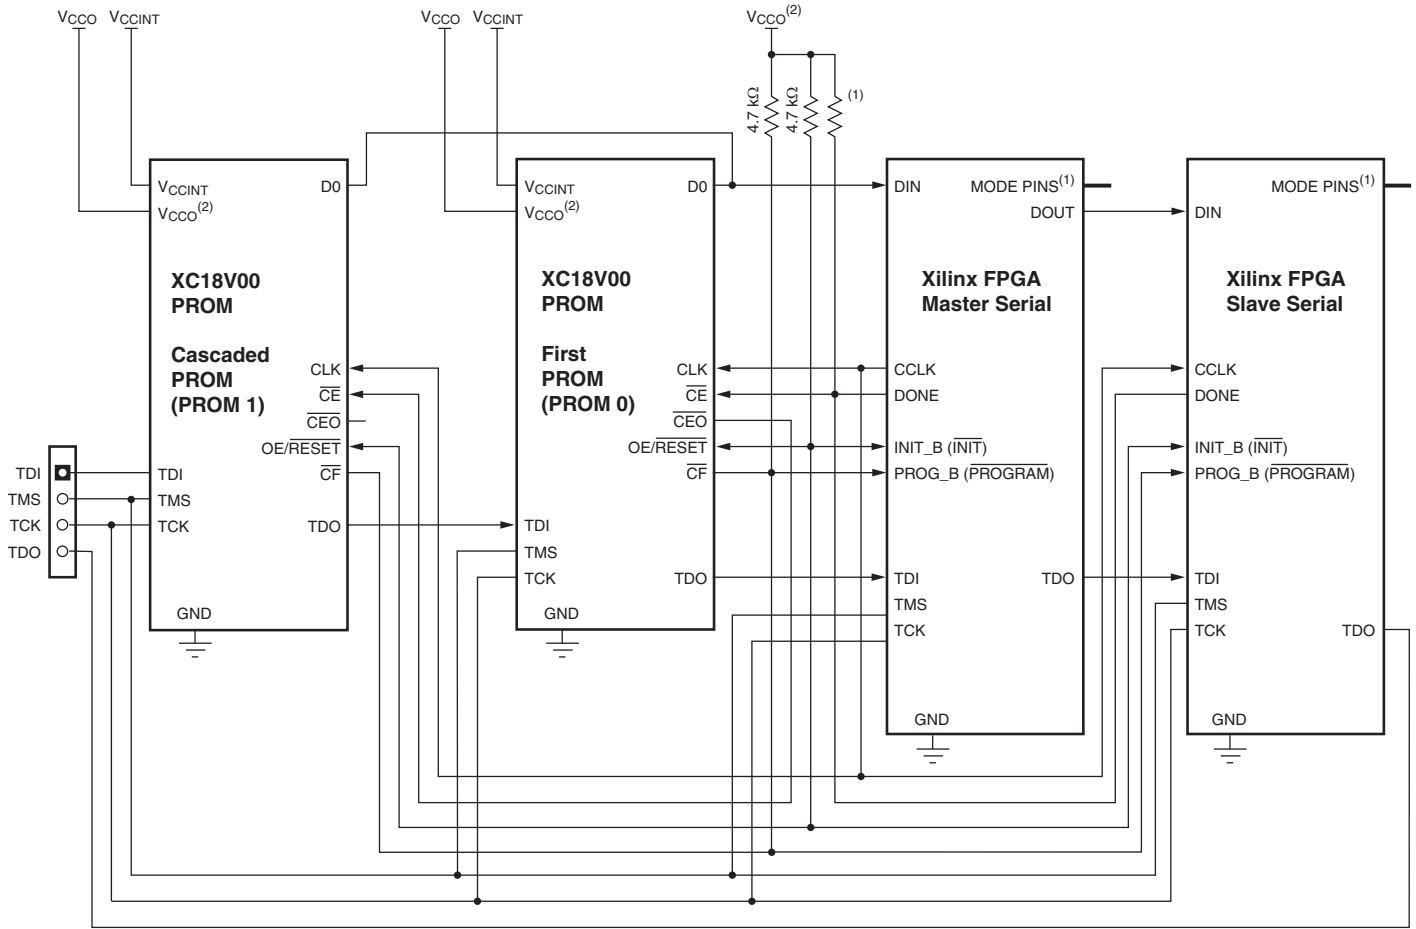 VCCO VCCINT
VCCO VCCINT
VCCO(2)
4.7 kΩ
4.7 kΩ
(1)
VCCINT
VCCO(2)
D0
XC18V00
PROM
Cascaded
PROM
(PROM 1)
CLK
CE
CEO
OE/RESET
CF
TDI
TMS
TCK
TDO
GND
TDI
TMS
TCK
TDO
VCCINT
VCCO(2)
D0
XC18V00
PROM
First
PROM
(PROM 0)
CLK
CE
CEO
OE/RESET
CF
TDI
TMS
TCK
TDO
GND
DIN
MODE PINS(1)
DOUT
Xilinx FPGA
Master Serial
CCLK
DONE
INIT_B (INIT)
PROG_B (PROGRAM)
TDI
TMS
TCK
TDO
GND
MODE PINS(1)
DIN
Xilinx FPGA
Slave Serial
CCLK
DONE
INIT_B (INIT)
PROG_B (PROGRAM)
TDI
TMS
TCK
TDO
GND